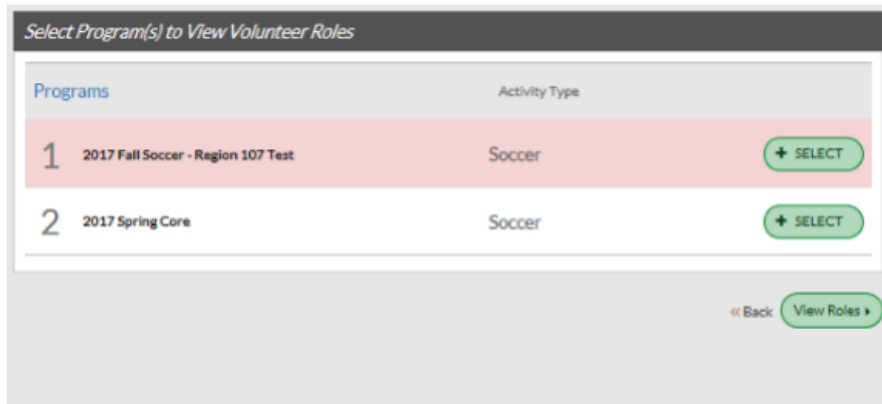 Select Program(s) to View Volunteer Roles
Programs Activity Type
1 2017 Fall Soccer - Region 107 Test Soccer + SELECT
2 2017 Spring Core Soccer + SELECT
« Back View Roles ▸